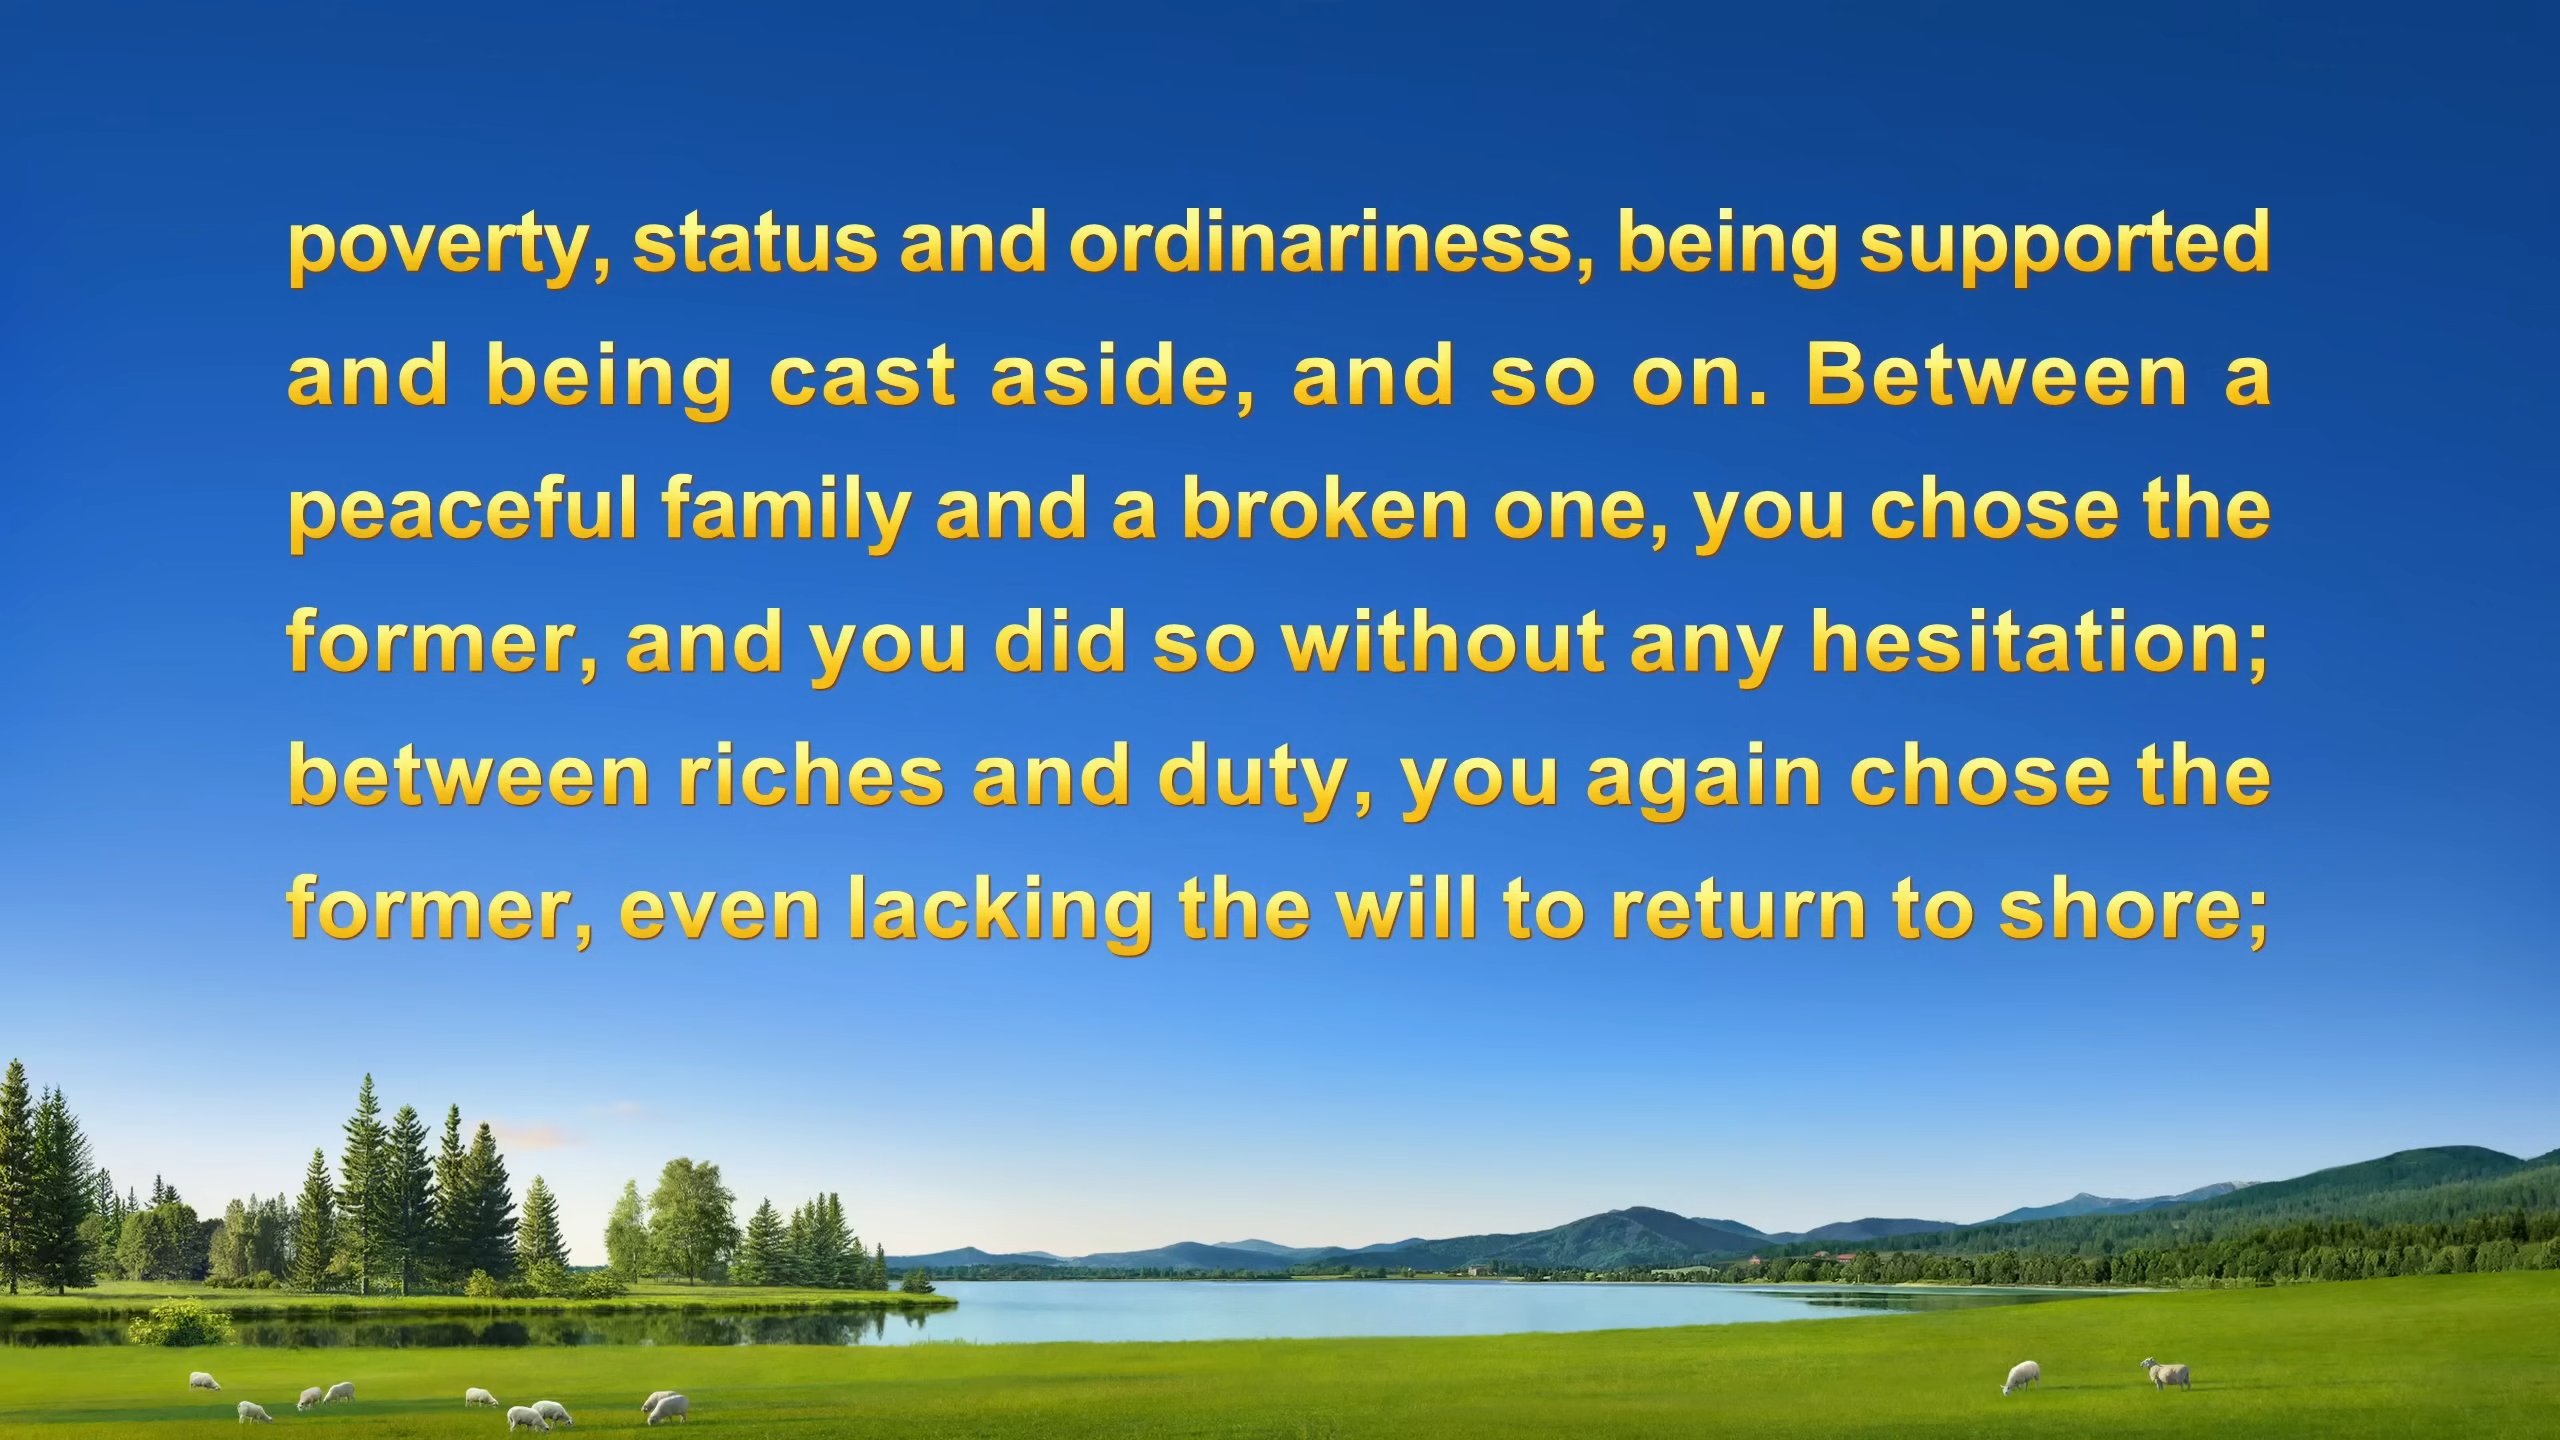 poverty, status and ordinariness, being supported
and being cast aside, and so on. Between a
peaceful family and a broken one, you chose the
former, and you did so without any hesitation;
between riches and duty, you again chose the
former, even lacking the will to return to shore;